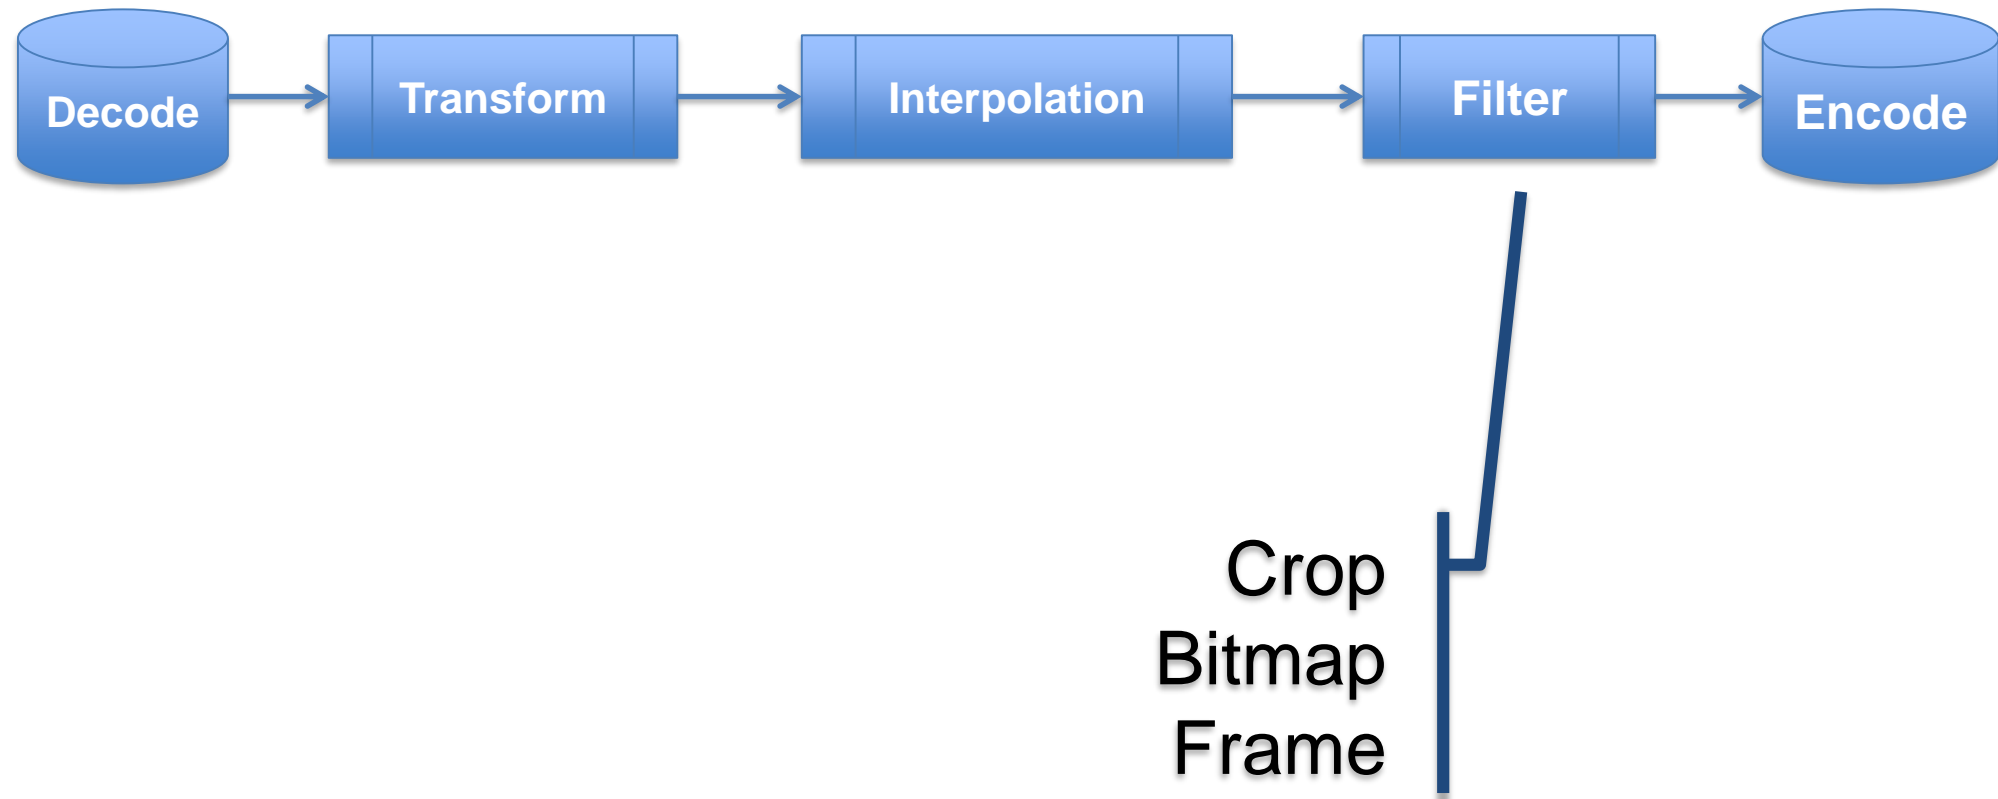 Decode
Transform
Interpolation
Filter
Encode
Crop
Bitmap
Frame